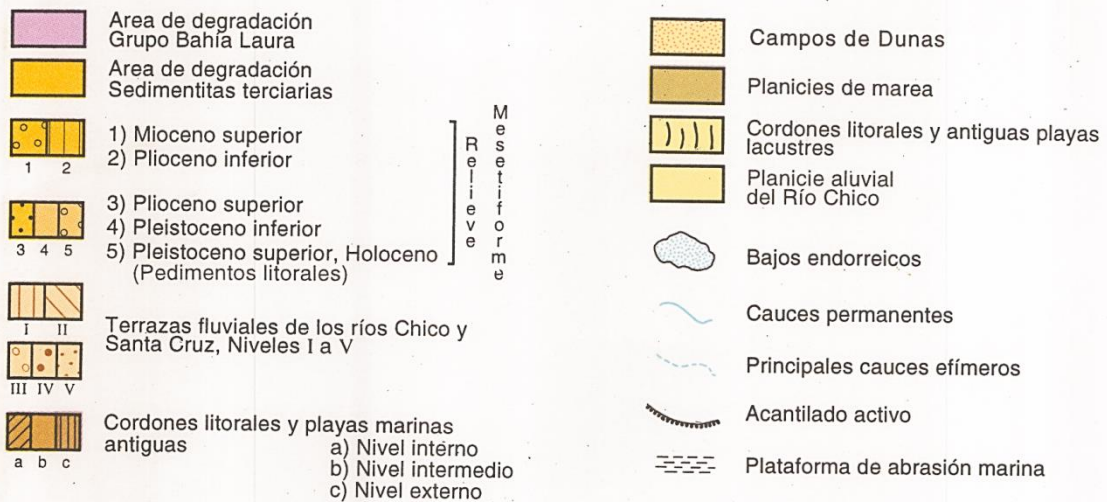 Area de degradación
Grupo Bahía Laura
Area de degradación
Sedimentitas terciarias
1) Mioceno superior
2) Plioceno inferior
1 2
3) Plioceno superior
4) Pleistoceno inferior
5) Pleistoceno superior, Holoceno
(Pedimentos litorales)
3 4 5
Relieve
Mesetiforme
I II
Terrazas fluviales de los ríos Chico y
Santa Cruz, Niveles I a V
III IV V
Cordones litorales y playas marinas
antiguas
a) Nivel interno
b) Nivel intermedio
c) Nivel externo
a b c
Campos de Dunas
Planicies de marea
Cordones litorales y antiguas playas
lacustres
Planicie aluvial
del Río Chico
Bajos endorreicos
Cauces permanentes
Principales cauces efímeros
Acantilado activo
Plataforma de abrasión marina